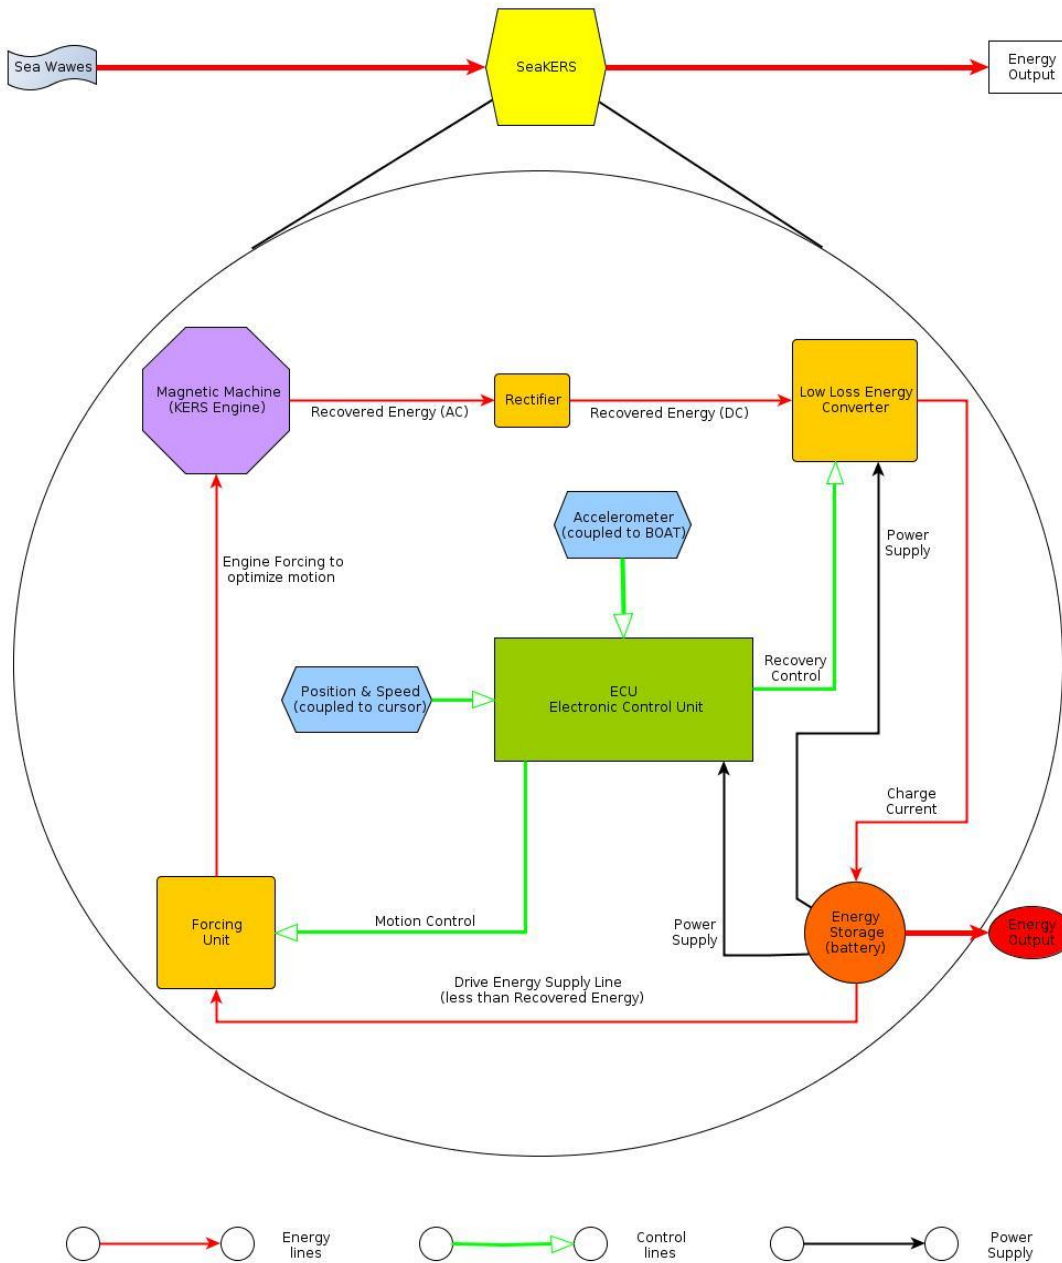 Sea Wawes
SeaKERS
Energy
Output
Magnetic Machine
(KERS Engine)
Recovered Energy (AC)
Rectifier
Recovered Energy (DC)
Low Loss Energy
Converter
Accelerometer
(coupled to BOAT)
Power
Supply
Engine Forcing to
optimize motion
Position & Speed
(coupled to cursor)
ECU
Electronic Control Unit
Recovery
Control
Charge
Current
Forcing
Unit
Motion Control
Power
Supply
Energy
Storage
(battery)
Energy
Output
Drive Energy Supply Line
(less than Recovered Energy)
Energy
lines
Control
lines
Power
Supply